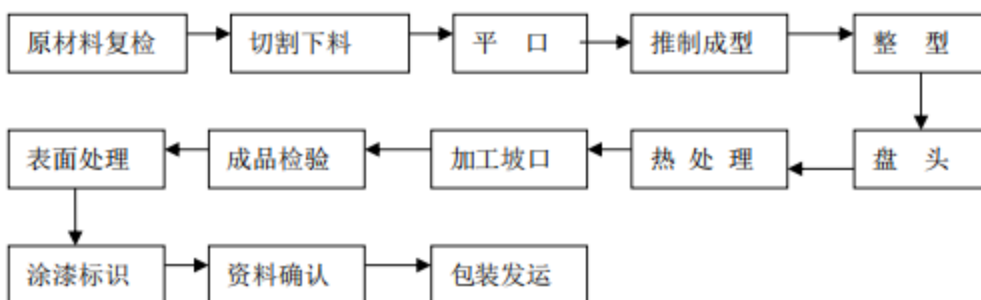 原材料复检 切割下料 平 口 推制成型 整 型
表面处理 成品检验 加工坡口 热 处 理 盘 头
涂漆标识 资料确认 包装发运